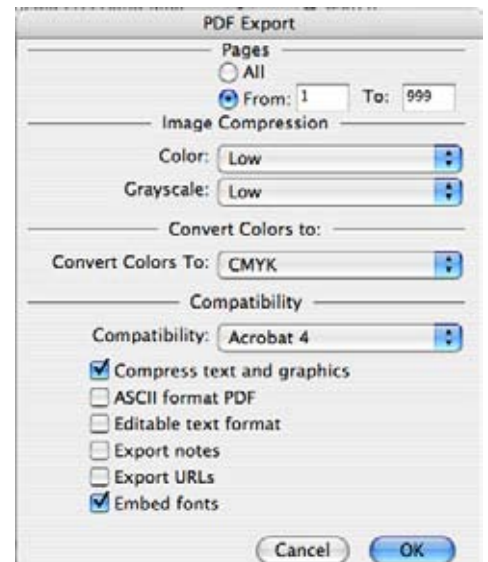 PDF Export
Pages
All
From: 1 To: 999
Image Compression
Color: Low
Grayscale: Low
Convert Colors to:
Convert Colors To: CMYK
Compatibility
Compatibility: Acrobat 4
Compress text and graphics
ASCII format PDF
Editable text format
Export notes
Export URLs
Embed fonts
Cancel OK